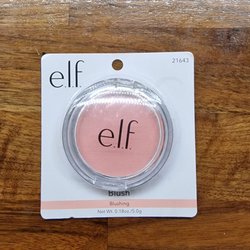 21643
e.l.f.
e.l.f.
Blush
Blushing
Net Wt. 0.18oz/5.0g